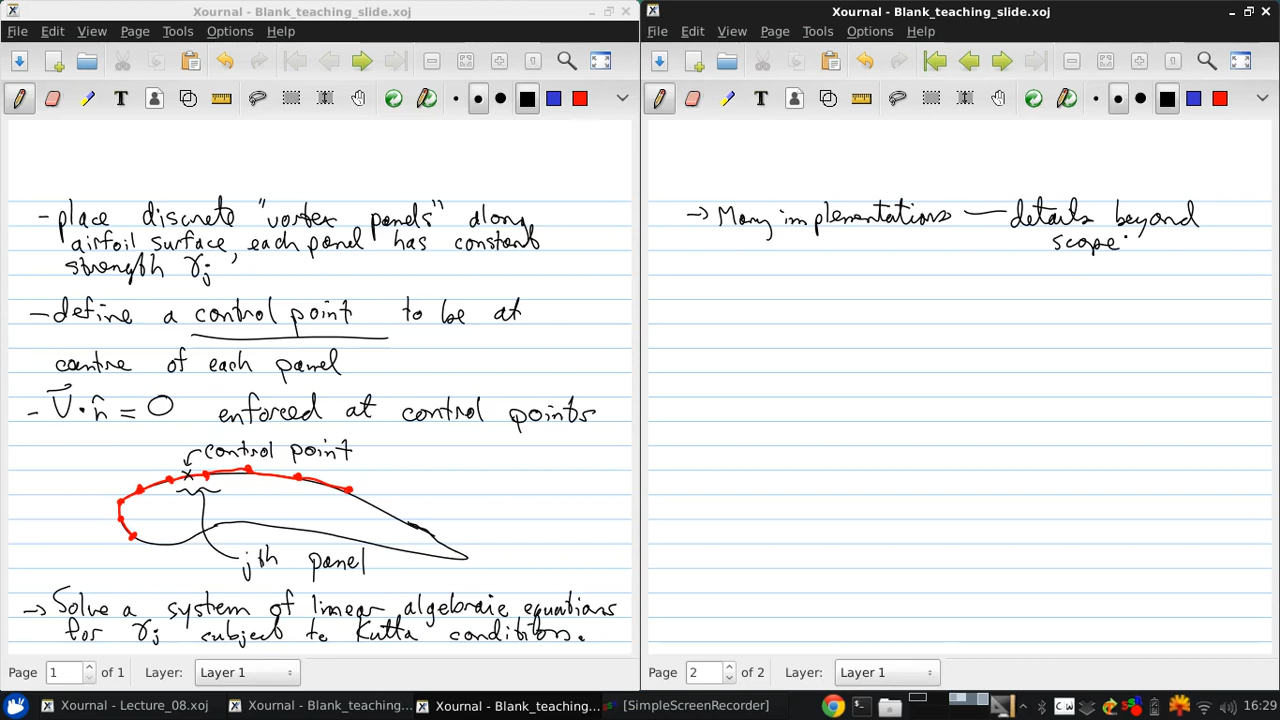 Xournal - Blank_teaching_slide.xoj
File Edit View Page Tools Options Help
- place discrete "vortex panels" along
airfoil surface, each panel has constant
strength γj
- define a control point to be at
centre of each panel
- V · n̂ = 0 enforced at control points
control point
jth panel
→ Solve a system of linear algebraic equations
for γj subject to Kutta condition.
Page 1 of 1 Layer: Layer 1
Xournal - Blank_teaching_slide.xoj
File Edit View Page Tools Options Help
→ Many implementations — details beyond
scope.
Page 2 of 2 Layer: Layer 1
Xournal - Lecture_08.xoj Xournal - Blank_teaching... Xournal - Blank_teaching... [SimpleScreenRecorder] 16:29